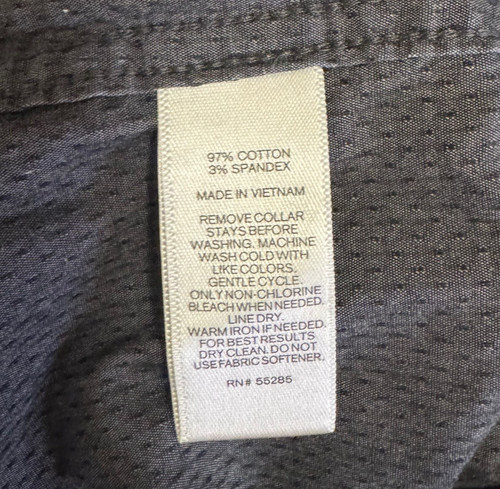 97% COTTON
3% SPANDEX
MADE IN VIETNAM
REMOVE COLLAR
STAYS BEFORE
WASHING. MACHINE
WASH COLD WITH
LIKE COLORS.
GENTLE CYCLE.
ONLY NON-CHLORINE
BLEACH WHEN NEEDED.
LINE DRY.
WARM IRON IF NEEDED.
FOR BEST RESULTS
DRY CLEAN. DO NOT
USE FABRIC SOFTENER.
RN# 55285